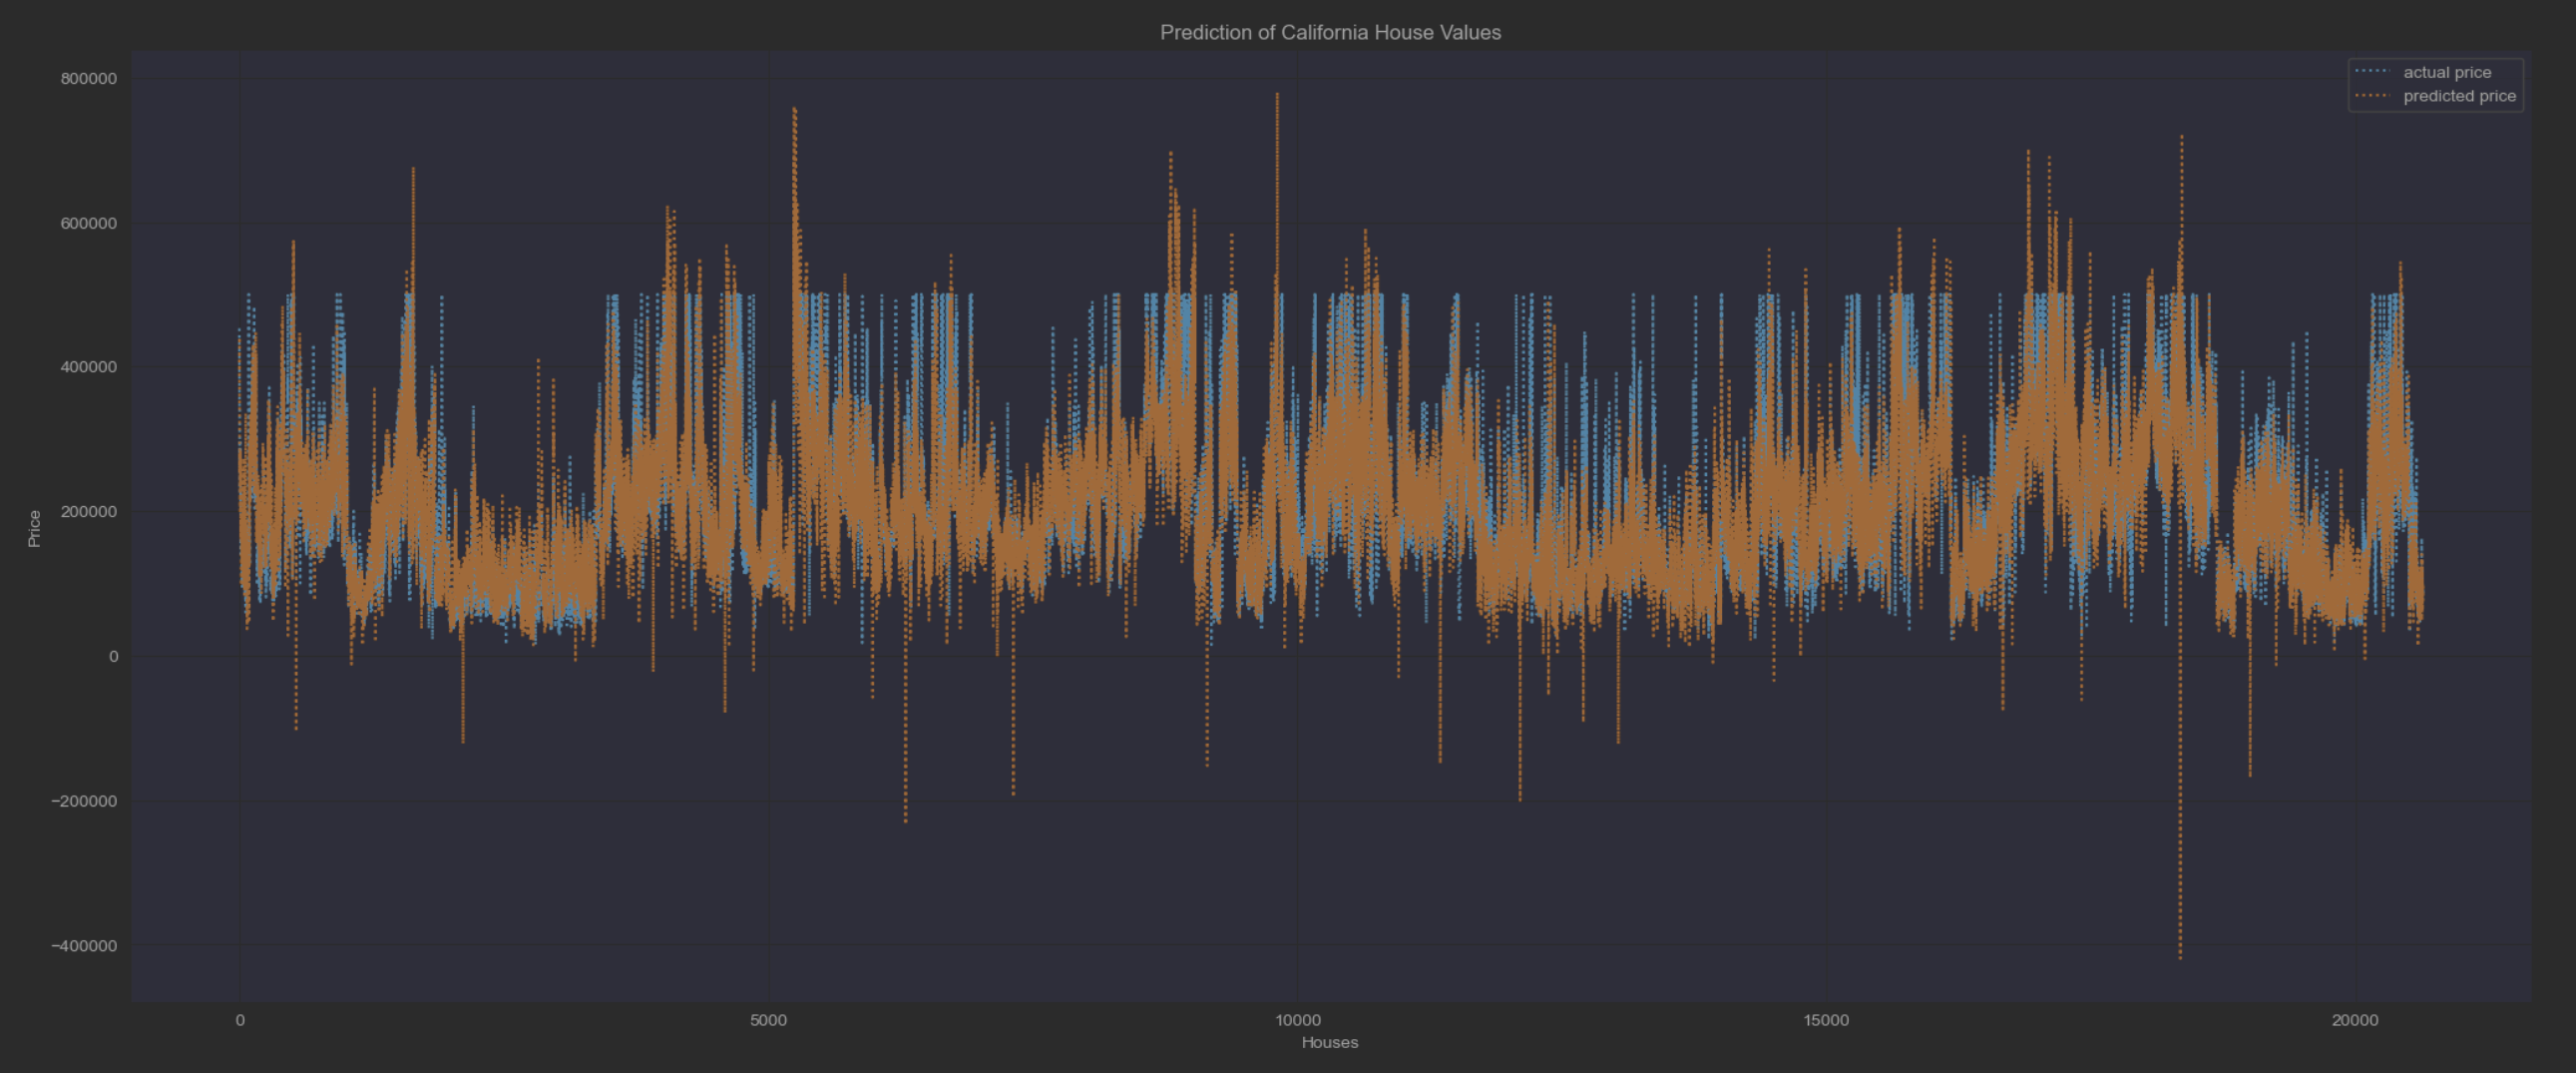 Prediction of California House Values
actual price
predicted price
800000
600000
400000
200000
0
−200000
−400000
Price
0
5000
10000
15000
20000
Houses